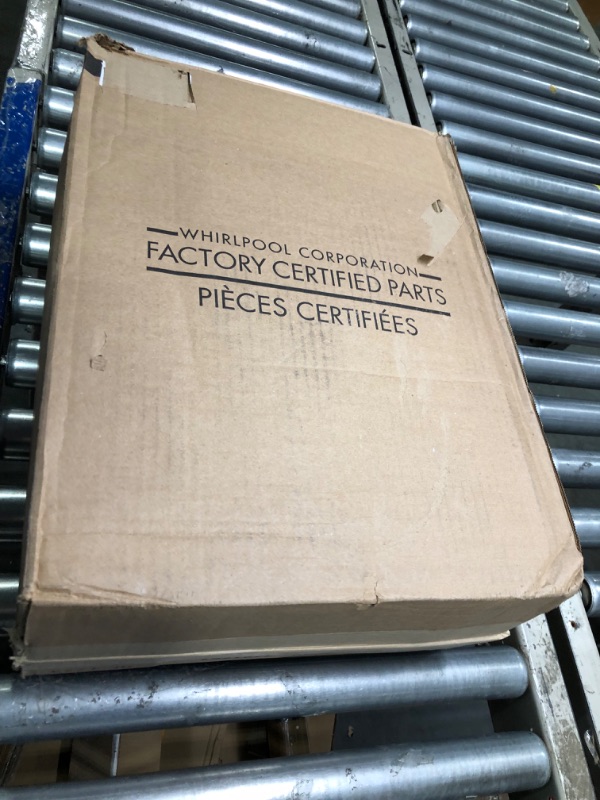 WHIRLPOOL CORPORATION
FACTORY CERTIFIED PARTS
PIÈCES CERTIFIÉES